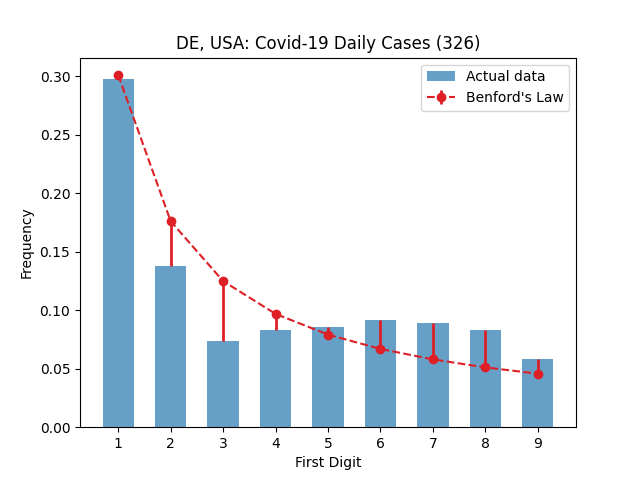 DE, USA: Covid-19 Daily Cases (326)
Actual data
Benford's Law
Frequency
0.30
0.25
0.20
0.15
0.10
0.05
0.00
1 2 3 4 5 6 7 8 9
First Digit